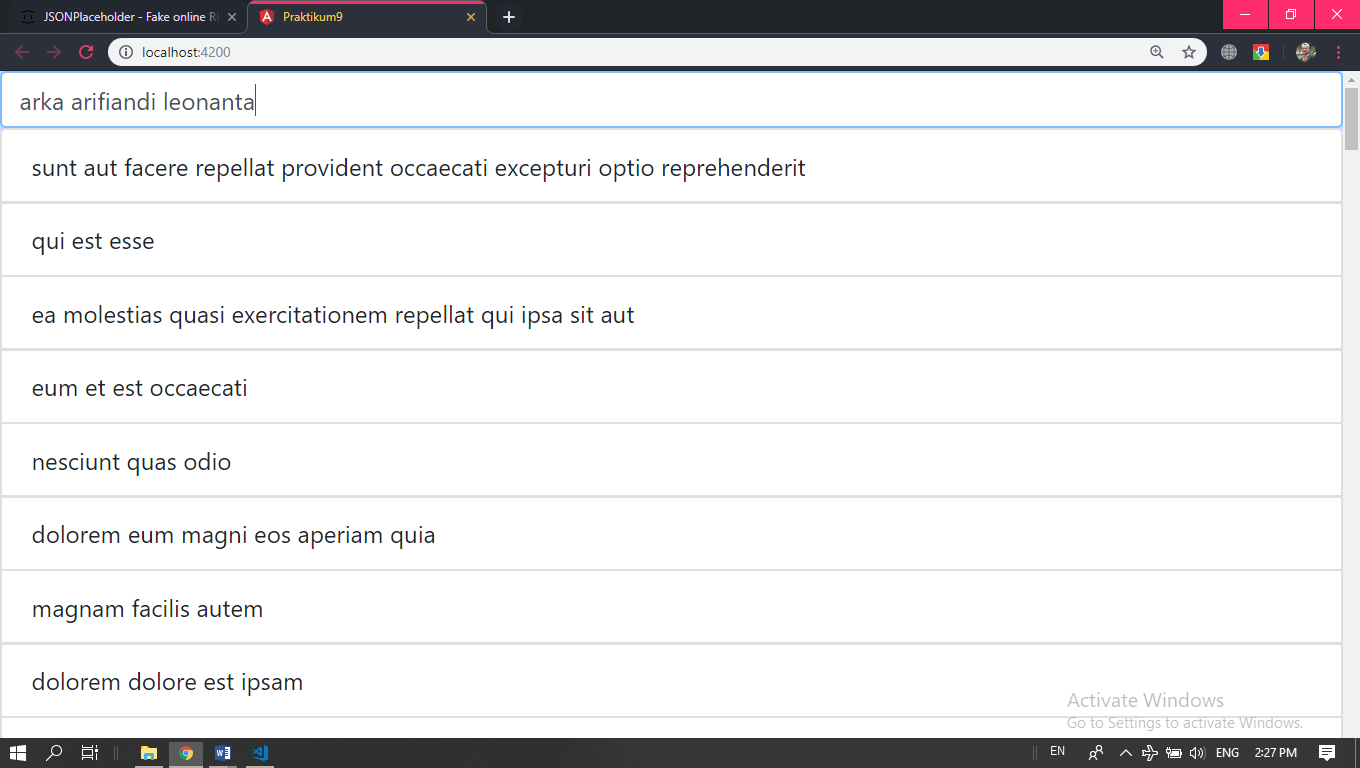 JSONPlaceholder - Fake online R
Praktikum9
localhost:4200
arka arifiandi leonanta
sunt aut facere repellat provident occaecati excepturi optio reprehenderit
qui est esse
ea molestias quasi exercitationem repellat qui ipsa sit aut
eum et est occaecati
nesciunt quas odio
dolorem eum magni eos aperiam quia
magnam facilis autem
dolorem dolore est ipsam
Activate Windows
Go to Settings to activate Windows.
EN
ENG
2:27 PM